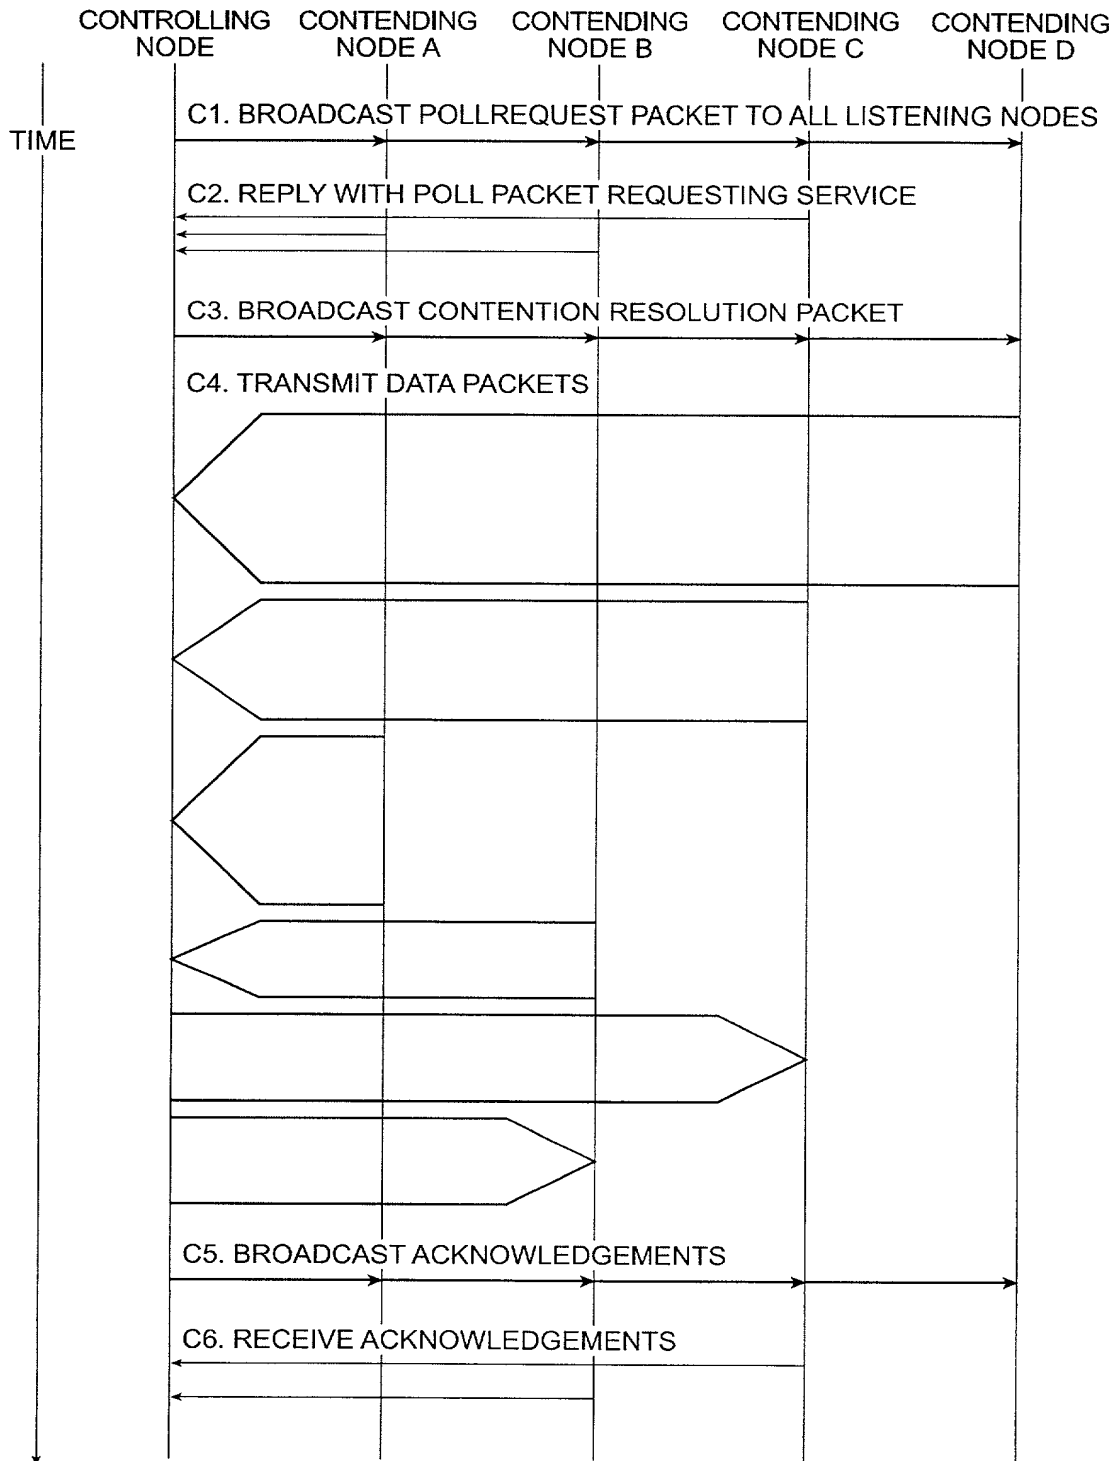 CONTROLLING NODE
CONTENDING NODE A
CONTENDING NODE B
CONTENDING NODE C
CONTENDING NODE D
TIME
C1. BROADCAST POLLREQUEST PACKET TO ALL LISTENING NODES
C2. REPLY WITH POLL PACKET REQUESTING SERVICE
C3. BROADCAST CONTENTION RESOLUTION PACKET
C4. TRANSMIT DATA PACKETS
C5. BROADCAST ACKNOWLEDGEMENTS
C6. RECEIVE ACKNOWLEDGEMENTS